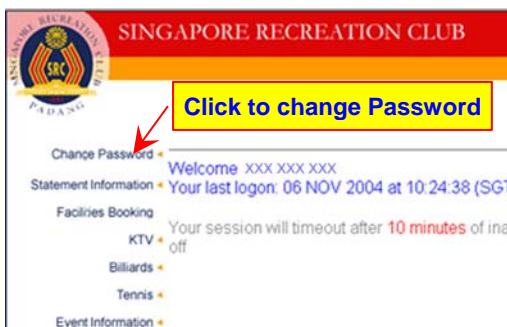 SINGAPORE RECREATION CLUB
SINGAPORE RECREATION CLUB
SRC
PADANG
Click to change Password
Change Password
Welcome XXX XXX XXX
Statement Information
Your last logon: 06 NOV 2004 at 10:24:38 (SGT
Facilities Booking
Your session will timeout after 10 minutes of ina
off
KTV
Billiards
Tennis
Event Information